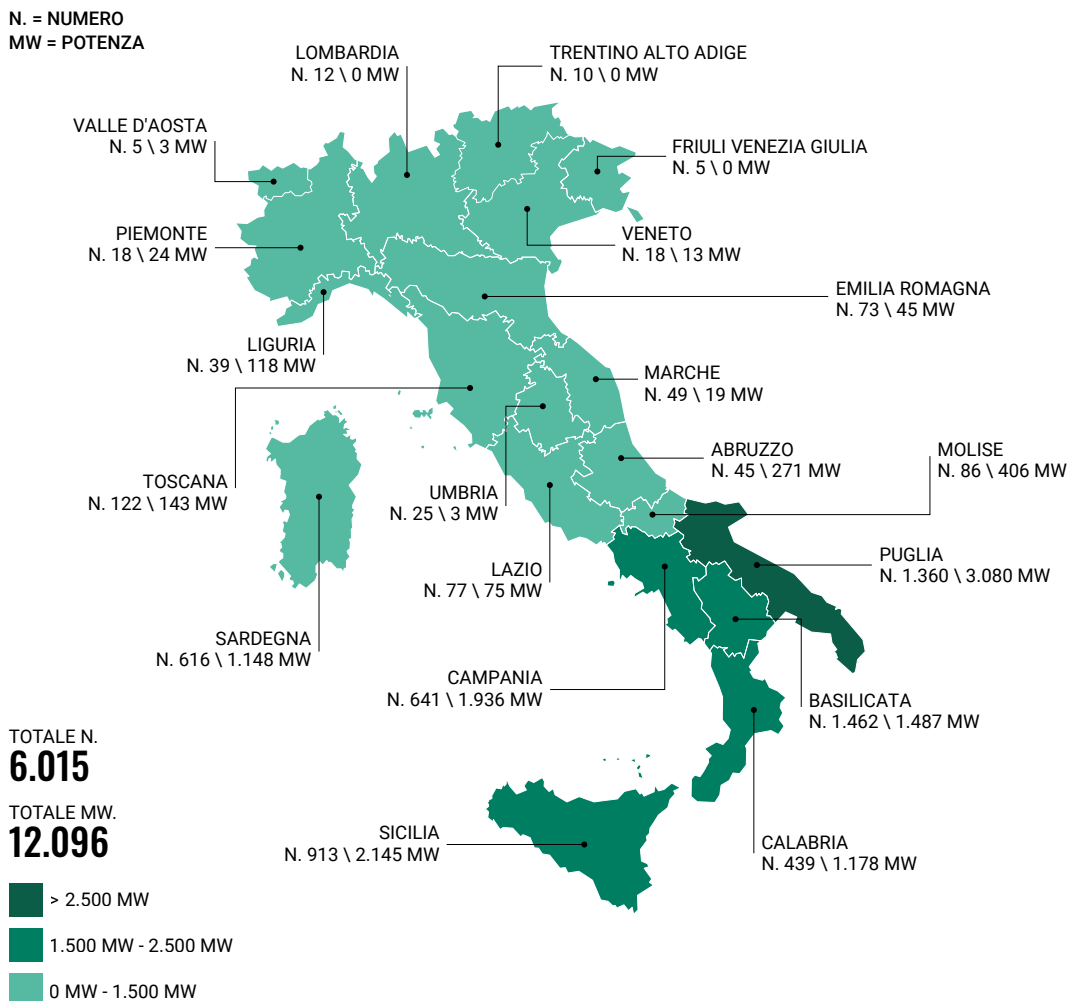 N. = NUMERO
MW = POTENZA
LOMBARDIA
N. 12 \ 0 MW
TRENTINO ALTO ADIGE
N. 10 \ 0 MW
VALLE D'AOSTA
N. 5 \ 3 MW
FRIULI VENEZIA GIULIA
N. 5 \ 0 MW
PIEMONTE
N. 18 \ 24 MW
VENETO
N. 18 \ 13 MW
EMILIA ROMAGNA
N. 73 \ 45 MW
LIGURIA
N. 39 \ 118 MW
MARCHE
N. 49 \ 19 MW
ABRUZZO
N. 45 \ 271 MW
MOLISE
N. 86 \ 406 MW
TOSCANA
N. 122 \ 143 MW
UMBRIA
N. 25 \ 3 MW
LAZIO
N. 77 \ 75 MW
PUGLIA
N. 1.360 \ 3.080 MW
SARDEGNA
N. 616 \ 1.148 MW
CAMPANIA
N. 641 \ 1.936 MW
BASILICATA
N. 1.462 \ 1.487 MW
SICILIA
N. 913 \ 2.145 MW
CALABRIA
N. 439 \ 1.178 MW
TOTALE N.
6.015
TOTALE MW.
12.096
> 2.500 MW
1.500 MW - 2.500 MW
0 MW - 1.500 MW